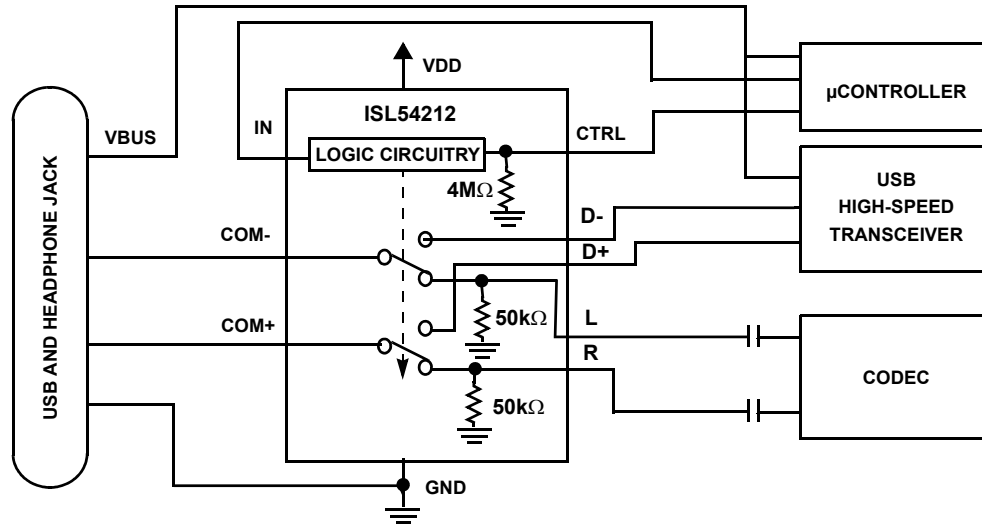 VDD
ISL54212
IN
CTRL
µCONTROLLER
VBUS
LOGIC CIRCUITRY
4MΩ
USB
HIGH-SPEED
TRANSCEIVER
D-
D+
COM-
COM+
50kΩ
L
R
50kΩ
CODEC
USB AND HEADPHONE JACK
GND